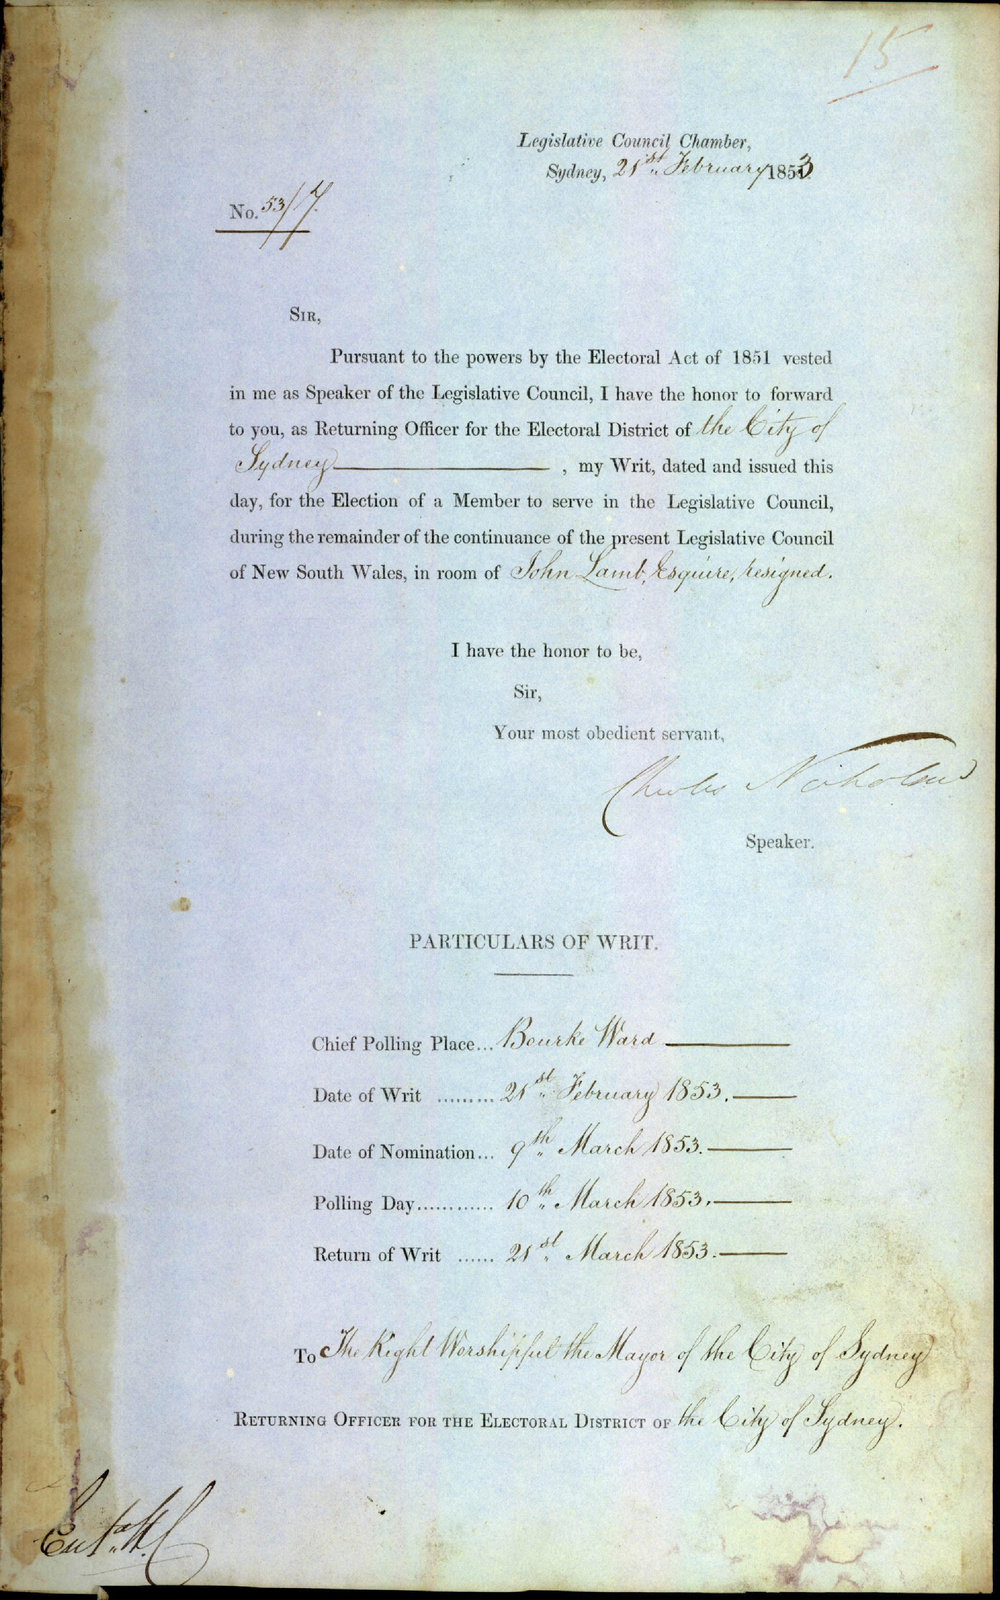 15
Legislative Council Chamber,
Sydney, 21st February 1853
No. 53/7.
SIR,
Pursuant to the powers by the Electoral Act of 1851 vested
in me as Speaker of the Legislative Council, I have the honor to forward
to you, as Returning Officer for the Electoral District of the City of
Sydney , my Writ, dated and issued this
day, for the Election of a Member to serve in the Legislative Council,
during the remainder of the continuance of the present Legislative Council
of New South Wales, in room of John Lamb, Esquire, resigned.
I have the honor to be,
Sir,
Your most obedient servant,
Charles Nicholson
Speaker.
PARTICULARS OF WRIT.
Chief Polling Place... Bourke Ward
Date of Writ ......... 21st February 1853.
Date of Nomination... 9th March 1853.
Polling Day............ 10th March 1853.
Return of Writ ...... 21st March 1853.
To The Right Worshipful the Mayor of the City of Sydney
RETURNING OFFICER FOR THE ELECTORAL DISTRICT OF the City of Sydney.